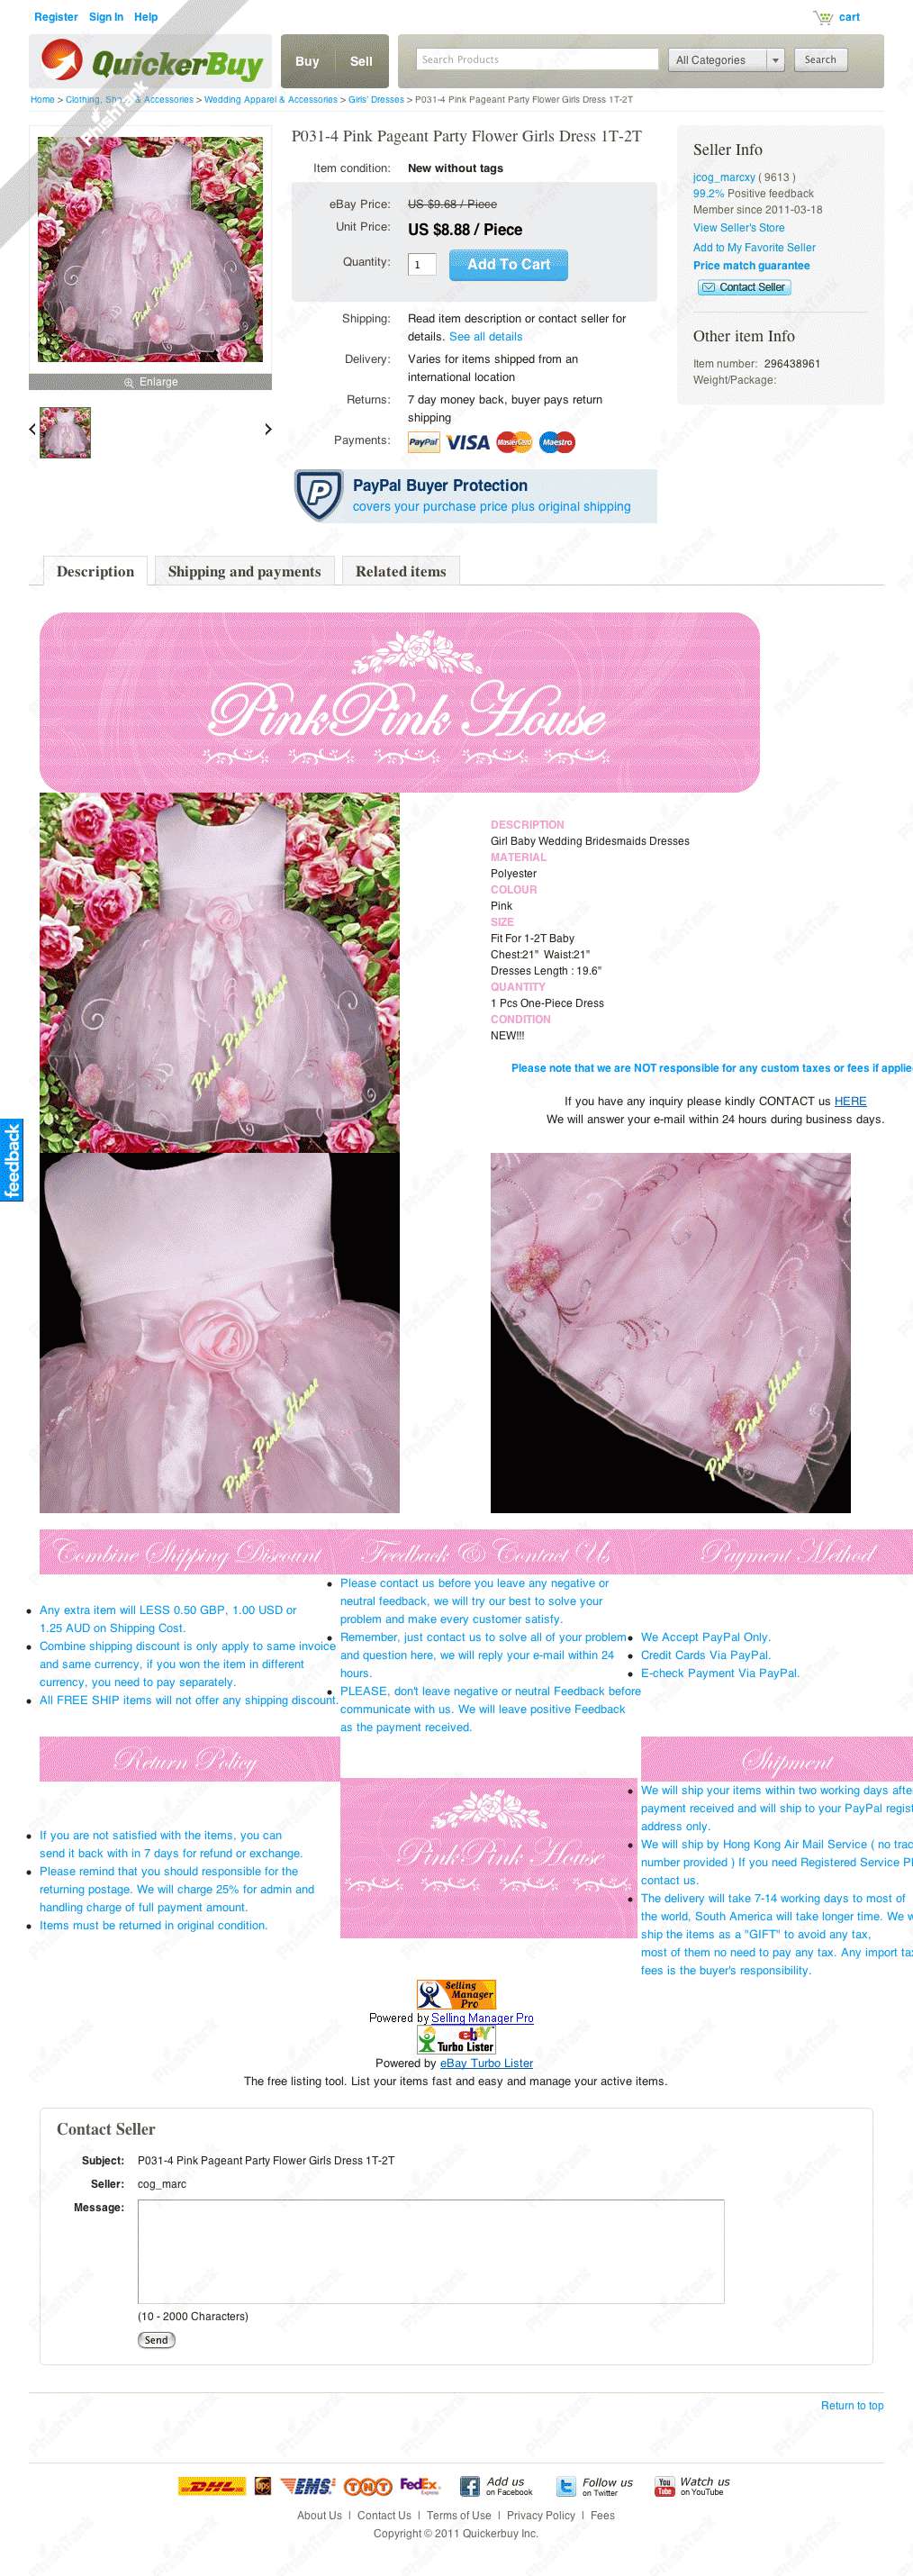 Register Sign In Help
cart
QuickerBuy
Buy Sell
Search Products
All Categories
Search
Home > Clothing, Shoes & Accessories > Wedding Apparel & Accessories > Girls' Dresses > P031-4 Pink Pageant Party Flower Girls Dress 1T-2T
PhishTank
P031-4 Pink Pageant Party Flower Girls Dress 1T-2T
Item condition: New without tags
eBay Price: US $9.68 / Piece
Unit Price: US $8.88 / Piece
Quantity: 1 Add To Cart
Shipping: Read item description or contact seller for
details. See all details
Delivery: Varies for items shipped from an
international location
Returns: 7 day money back, buyer pays return
shipping
Payments: PayPal VISA MasterCard Maestro
PayPal Buyer Protection
covers your purchase price plus original shipping
Pink Pink House
Enlarge
Seller Info
jcog_marcxy ( 9613 )
99.2% Positive feedback
Member since 2011-03-18
View Seller's Store
Add to My Favorite Seller
Price match guarantee
Contact Seller
Other item Info
Item number: 296438961
Weight/Package:
Description
Shipping and payments
Related items
PinkPink House
Pink Pink House
DESCRIPTION
Girl Baby Wedding Bridesmaids Dresses
MATERIAL
Polyester
COLOUR
Pink
SIZE
Fit For 1-2T Baby
Chest:21" Waist:21"
Dresses Length : 19.6"
QUANTITY
1 Pcs One-Piece Dress
CONDITION
NEW!!!
Please note that we are NOT responsible for any custom taxes or fees if applie
If you have any inquiry please kindly CONTACT us HERE
We will answer your e-mail within 24 hours during business days.
feedback
Pink Pink House
Pink Pink House
Combine Shipping Discount
Any extra item will LESS 0.50 GBP, 1.00 USD or
1.25 AUD on Shipping Cost.
Combine shipping discount is only apply to same invoice
and same currency, if you won the item in different
currency, you need to pay separately.
All FREE SHIP items will not offer any shipping discount.
Feedback & Contact Us
Please contact us before you leave any negative or
neutral feedback, we will try our best to solve your
problem and make every customer satisfy.
Remember, just contact us to solve all of your problem
and question here, we will reply your e-mail within 24
hours.
PLEASE, don't leave negative or neutral Feedback before
communicate with us. We will leave positive Feedback
as the payment received.
Payment Method
We Accept PayPal Only.
Credit Cards Via PayPal.
E-check Payment Via PayPal.
Return Policy
If you are not satisfied with the items, you can
send it back with in 7 days for refund or exchange.
Please remind that you should responsible for the
returning postage. We will charge 25% for admin and
handling charge of full payment amount.
Items must be returned in original condition.
PinkPink House
Shipment
We will ship your items within two working days afte
payment received and will ship to your PayPal regist
address only.
We will ship by Hong Kong Air Mail Service ( no trac
number provided ) If you need Registered Service Pl
contact us.
The delivery will take 7-14 working days to most of
the world, South America will take longer time. We w
ship the items as a "GIFT" to avoid any tax,
most of them no need to pay any tax. Any import tax
fees is the buyer's responsibility.
Selling Manager Pro
Powered by Selling Manager Pro
ebY Turbo Lister
Powered by eBay Turbo Lister
The free listing tool. List your items fast and easy and manage your active items.
Contact Seller
Subject: P031-4 Pink Pageant Party Flower Girls Dress 1T-2T
Seller: cog_marc
Message:
(10 - 2000 Characters)
Send
Return to top
DHL ups EMS TNT FedEx Express
Add us on Facebook
Follow us on Twitter
You Tube Watch us on YouTube
About Us | Contact Us | Terms of Use | Privacy Policy | Fees
Copyright © 2011 Quickerbuy Inc.